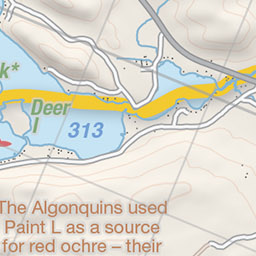 k*
Deer
I
313
The Algonquins used
Paint L as a source
for red ochre – their